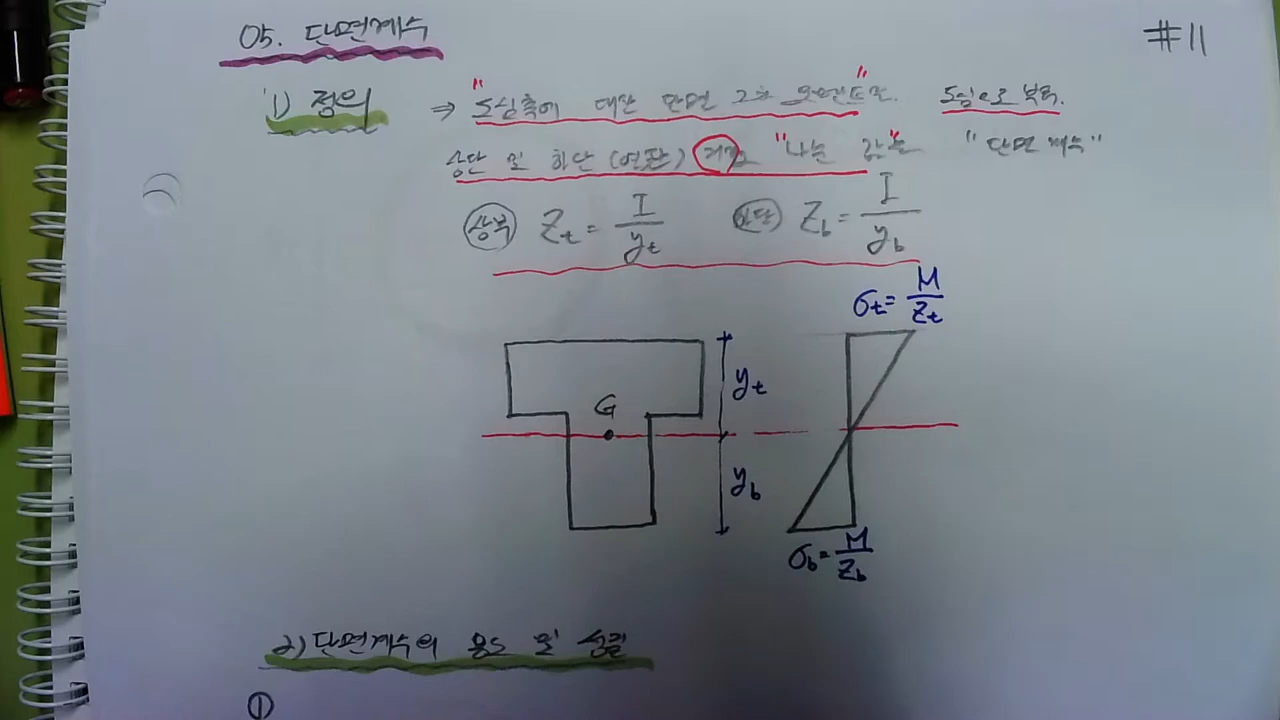 05. 단면계수
#11
1) 정의 ⇒ "도심축에 대한 단면 2차 모멘트"를. 도심으로 부터.
상단 및 하단 (연단) 거리로 "나눈 값"을 "단면계수"
상부 Zt = I/yt 하단 Zb = I/yb
σt = M/Zt
G
yt
yb
σb = M/Zb
2) 단면계수의 용도 및 성질
①